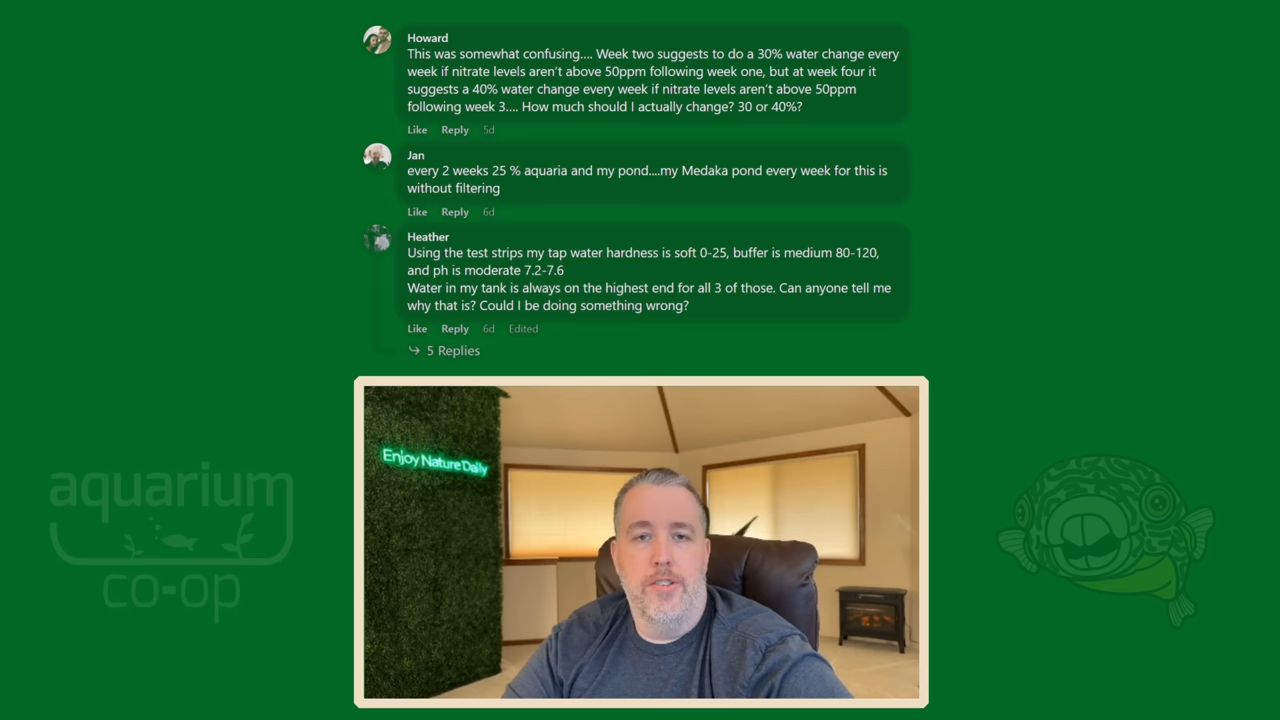 Howard
This was somewhat confusing.... Week two suggests to do a 30% water change every
week if nitrate levels aren't above 50ppm following week one, but at week four it
suggests a 40% water change every week if nitrate levels aren't above 50ppm
following week 3.... How much should I actually change? 30 or 40%?
Like Reply 5d
Jan
every 2 weeks 25 % aquaria and my pond....my Medaka pond every week for this is
without filtering
Like Reply 6d
Heather
Using the test strips my tap water hardness is soft 0-25, buffer is medium 80-120,
and ph is moderate 7.2-7.6
Water in my tank is always on the highest end for all 3 of those. Can anyone tell me
why that is? Could I be doing something wrong?
Like Reply 6d Edited
5 Replies
Enjoy Nature Daily
aquarium
co-op